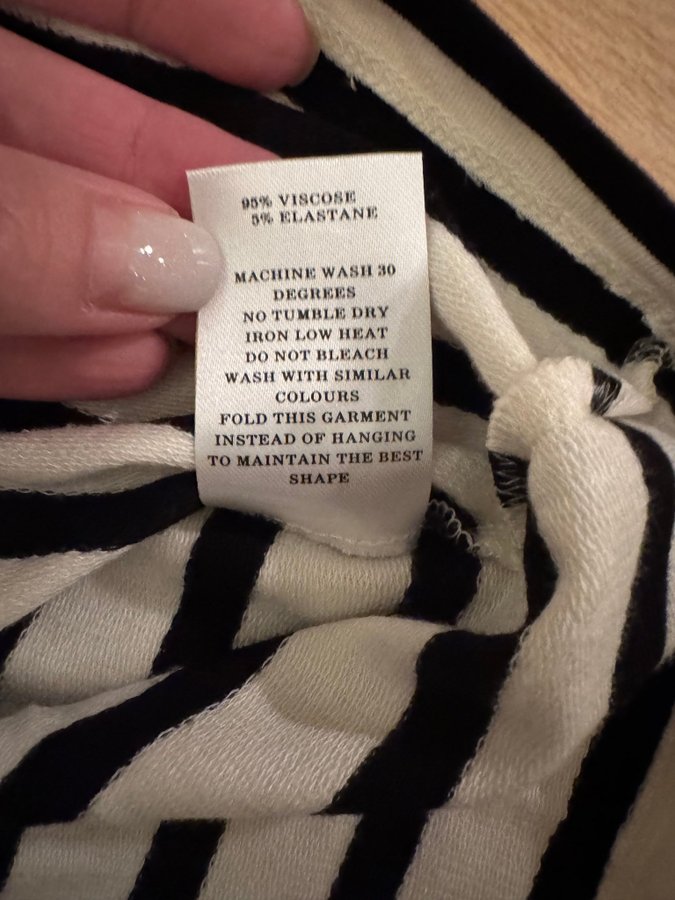 95% VISCOSE
5% ELASTANE
MACHINE WASH 30
DEGREES
NO TUMBLE DRY
IRON LOW HEAT
DO NOT BLEACH
WASH WITH SIMILAR
COLOURS
FOLD THIS GARMENT
INSTEAD OF HANGING
TO MAINTAIN THE BEST
SHAPE